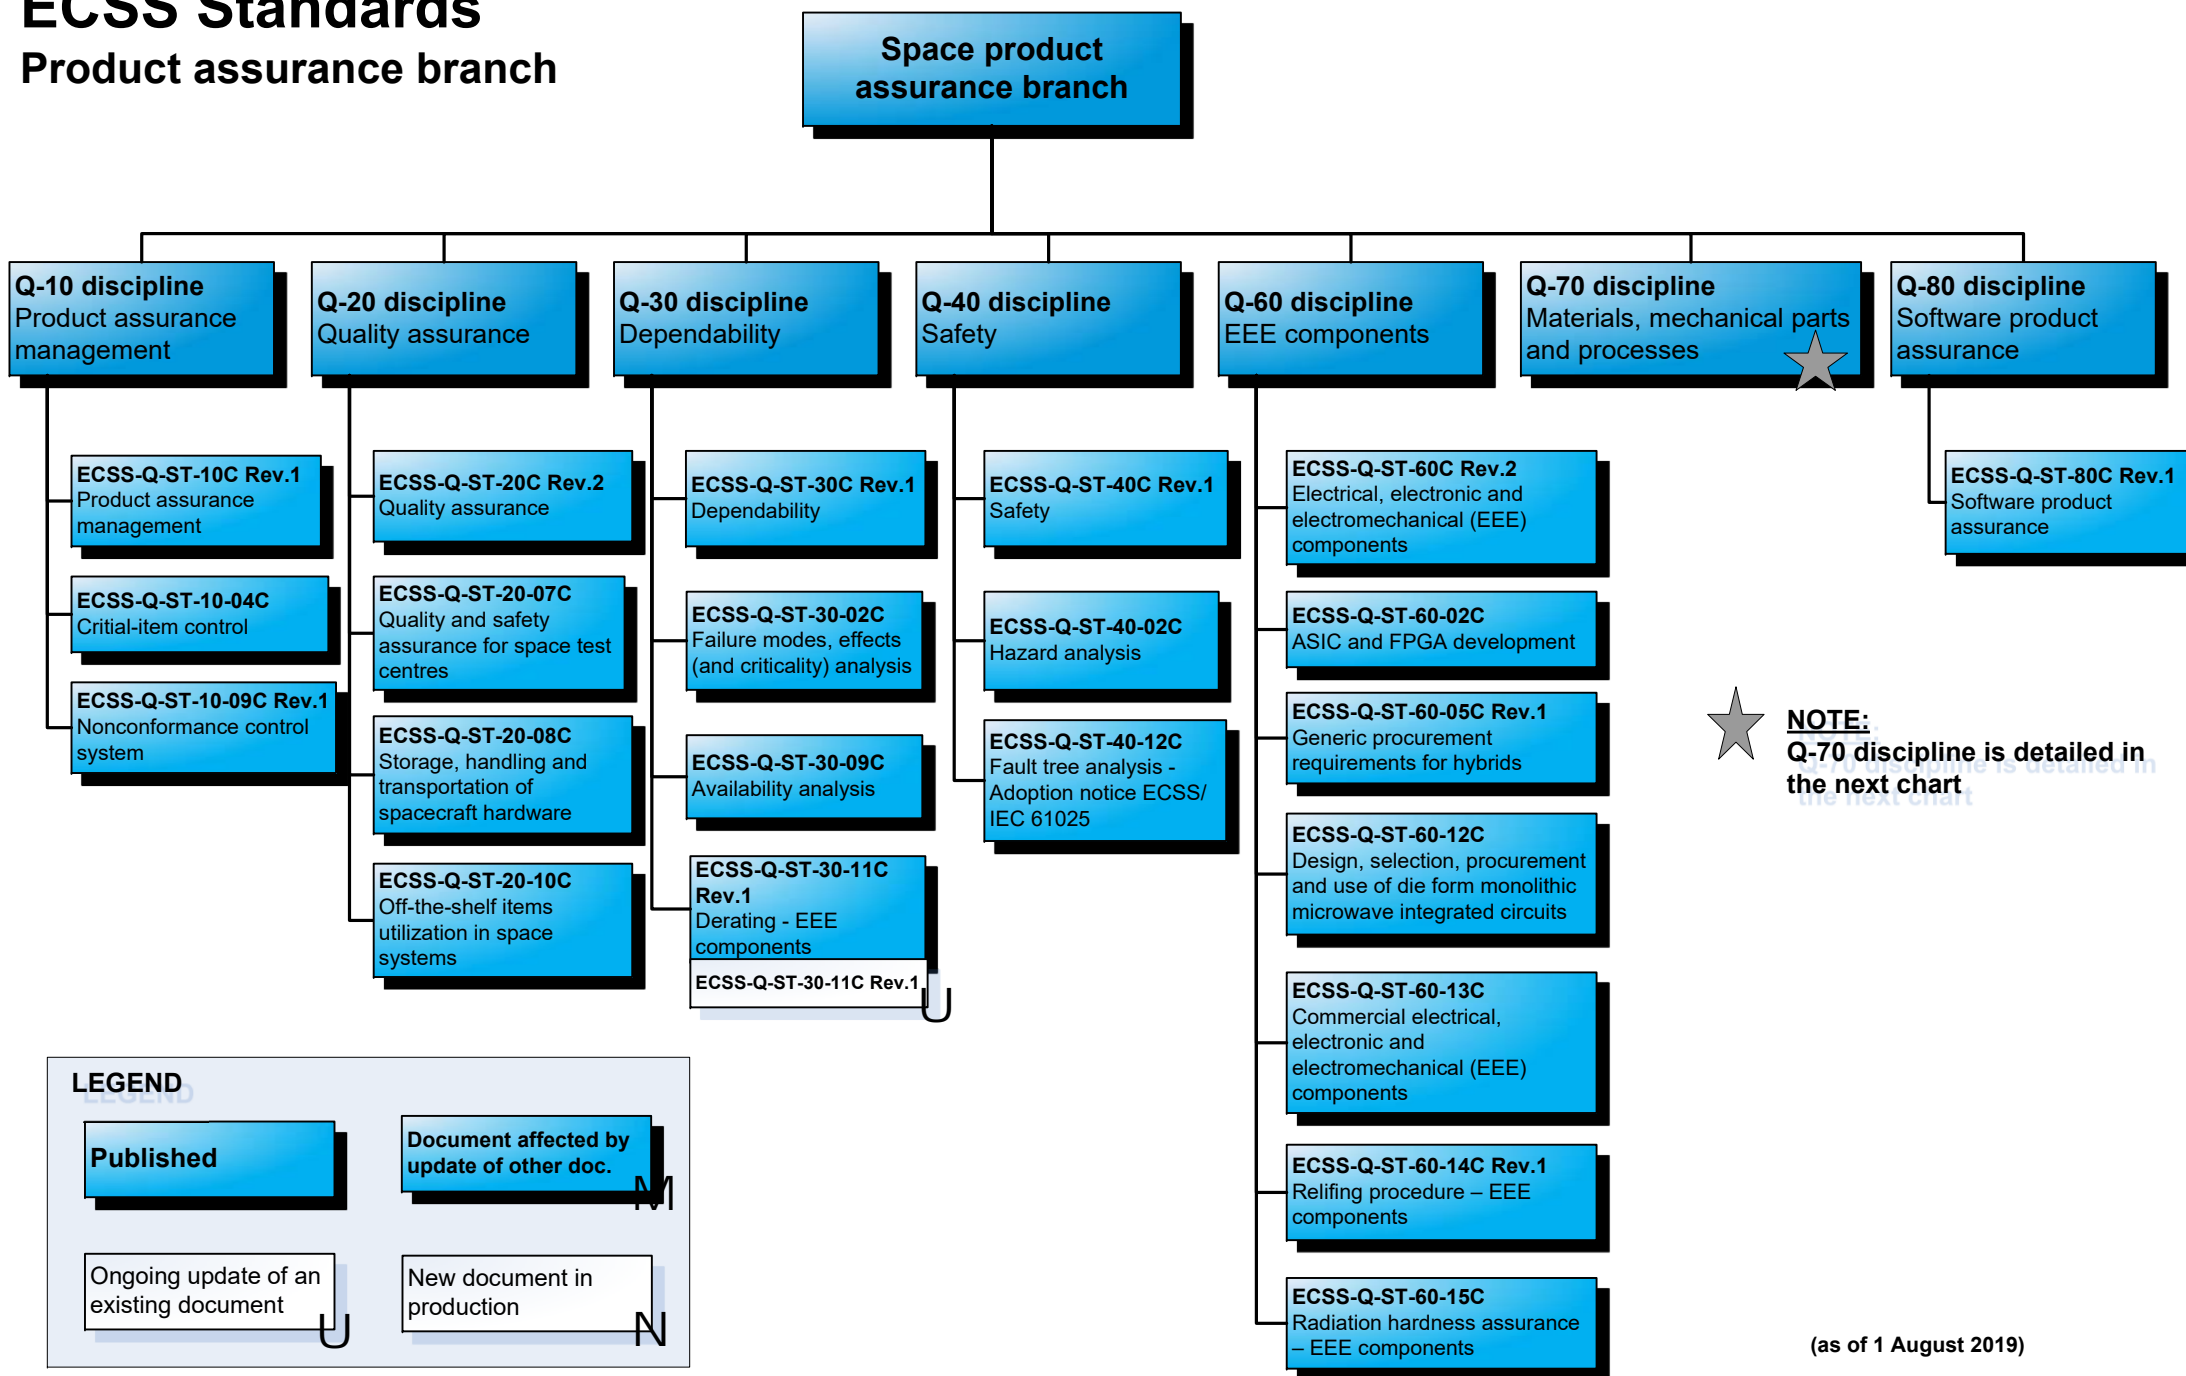 ECSS Standards
Product assurance branch
Space product
assurance branch
Q-10 discipline
Product assurance
management
Q-20 discipline
Quality assurance
Q-30 discipline
Dependability
Q-40 discipline
Safety
Q-60 discipline
EEE components
Q-70 discipline
Materials, mechanical parts
and processes
Q-80 discipline
Software product
assurance
ECSS-Q-ST-10C Rev.1
Product assurance
management
ECSS-Q-ST-10-04C
Critial-item control
ECSS-Q-ST-10-09C Rev.1
Nonconformance control
system
ECSS-Q-ST-20C Rev.2
Quality assurance
ECSS-Q-ST-20-07C
Quality and safety
assurance for space test
centres
ECSS-Q-ST-20-08C
Storage, handling and
transportation of
spacecraft hardware
ECSS-Q-ST-20-10C
Off-the-shelf items
utilization in space
systems
ECSS-Q-ST-30C Rev.1
Dependability
ECSS-Q-ST-30-02C
Failure modes, effects
(and criticality) analysis
ECSS-Q-ST-30-09C
Availability analysis
ECSS-Q-ST-30-11C
Rev.1
Derating - EEE
components
ECSS-Q-ST-30-11C Rev.1
U
ECSS-Q-ST-40C Rev.1
Safety
ECSS-Q-ST-40-02C
Hazard analysis
ECSS-Q-ST-40-12C
Fault tree analysis -
Adoption notice ECSS/
IEC 61025
ECSS-Q-ST-60C Rev.2
Electrical, electronic and
electromechanical (EEE)
components
ECSS-Q-ST-60-02C
ASIC and FPGA development
ECSS-Q-ST-60-05C Rev.1
Generic procurement
requirements for hybrids
ECSS-Q-ST-60-12C
Design, selection, procurement
and use of die form monolithic
microwave integrated circuits
ECSS-Q-ST-60-13C
Commercial electrical,
electronic and
electromechanical (EEE)
components
ECSS-Q-ST-60-14C Rev.1
Relifing procedure – EEE
components
ECSS-Q-ST-60-15C
Radiation hardness assurance
– EEE components
ECSS-Q-ST-80C Rev.1
Software product
assurance
NOTE:
Q-70 discipline is detailed in
the next chart
LEGEND
Published
Document affected by
update of other doc.
M
Ongoing update of an
existing document
U
New document in
production
N
(as of 1 August 2019)